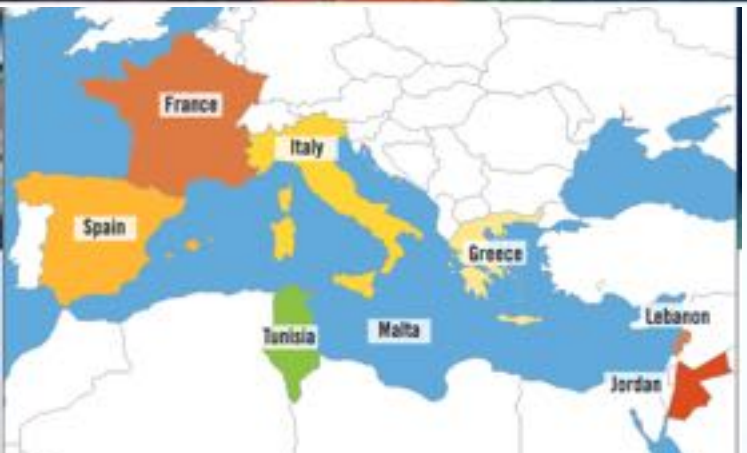 France
Italy
Spain
Greece
Lebanon
Tunisia
Malta
Jordan